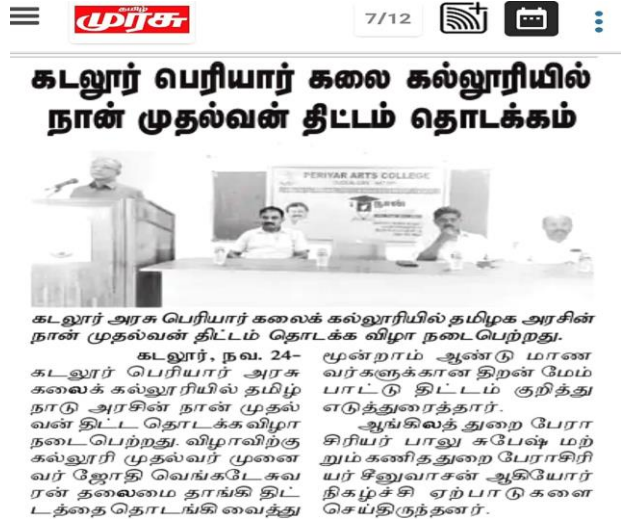 தமிழ்
முரசு
7/12
கடலூர் பெரியார் கலை கல்லூரியில்
நான் முதல்வன் திட்டம் தொடக்கம்
PERIYAR ARTS COLLEGE
நான்
கடலூர் அரசு பெரியார் கலைக் கல்லூரியில் தமிழக அரசின்
நான் முதல்வன் திட்டம் தொடக்க விழா நடைபெற்றது.
கடலூர், நவ. 24–
கடலூர் பெரியார் அரசு
கலைக் கல்லூரியில் தமிழ்
நாடு அரசின் நான் முதல்
வன் திட்ட தொடக்கவிழா
நடைபெற்றது. விழாவிற்கு
கல்லூரி முதல்வர் முனை
வர் ஜோதி வெங்கடேசுவ
ரன் தலைமை தாங்கி திட்
டத்தை தொடங்கி வைத்து
மூன்றாம் ஆண்டு மாண
வர்களுக்கான திறன் மேம்
பாட்டு திட்டம் குறித்து
எடுத்துரைத்தார்.
ஆங்கிலத் துறை பேரா
சிரியர் பாலு சுபேஷ் மற்
றும் கணித துறை பேராசிரி
யர் சீனுவாசன் ஆகியோர்
நிகழ்ச்சி ஏற்பாடுகளை
செய்திருந்தனர்.